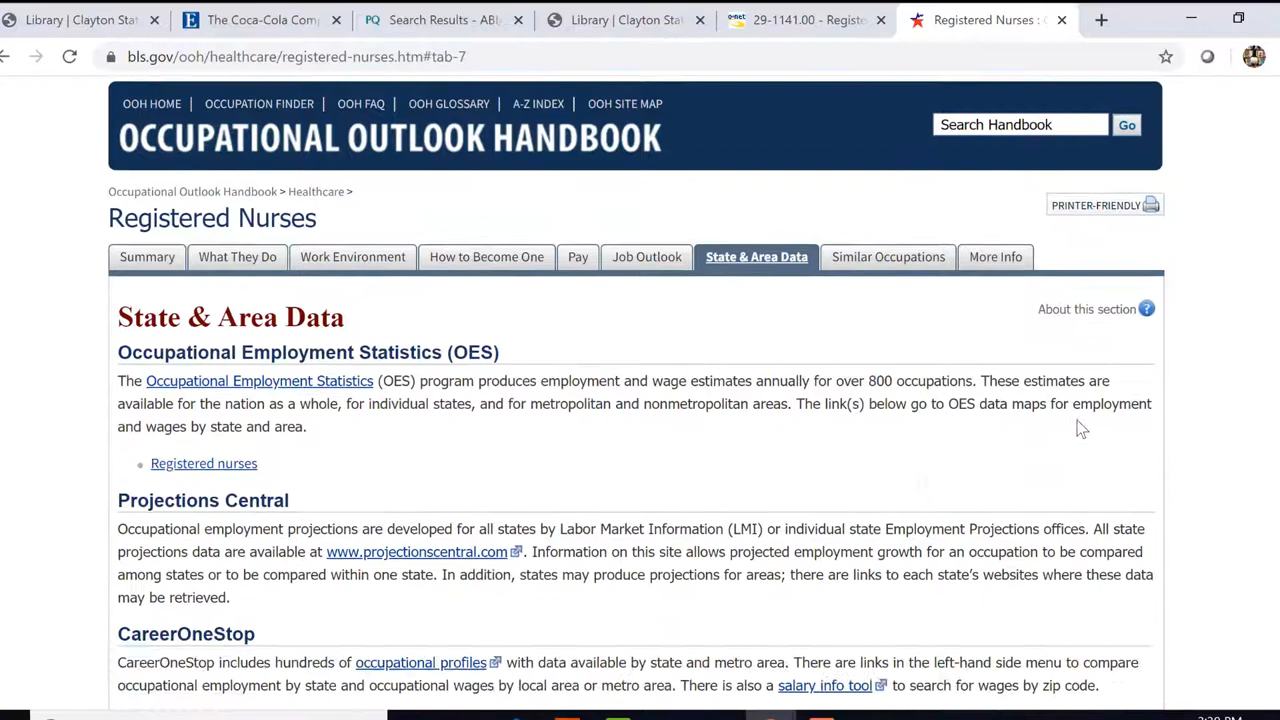 Library | Clayton Sta
The Coca-Cola Com
Search Results - ABI
Library | Clayton Sta
29-1141.00 - Registe
Registered Nurses :
bls.gov/ooh/healthcare/registered-nurses.htm#tab-7
OOH HOME | OCCUPATION FINDER | OOH FAQ | OOH GLOSSARY | A-Z INDEX | OOH SITE MAP
OCCUPATIONAL OUTLOOK HANDBOOK
Search Handbook Go
Occupational Outlook Handbook > Healthcare >
PRINTER-FRIENDLY
Registered Nurses
Summary What They Do Work Environment How to Become One Pay Job Outlook State & Area Data Similar Occupations More Info
About this section ?
State & Area Data
Occupational Employment Statistics (OES)
The Occupational Employment Statistics (OES) program produces employment and wage estimates annually for over 800 occupations. These estimates are
available for the nation as a whole, for individual states, and for metropolitan and nonmetropolitan areas. The link(s) below go to OES data maps for employment
and wages by state and area.
Registered nurses
Projections Central
Occupational employment projections are developed for all states by Labor Market Information (LMI) or individual state Employment Projections offices. All state
projections data are available at www.projectionscentral.com . Information on this site allows projected employment growth for an occupation to be compared
among states or to be compared within one state. In addition, states may produce projections for areas; there are links to each state's websites where these data
may be retrieved.
CareerOneStop
CareerOneStop includes hundreds of occupational profiles with data available by state and metro area. There are links in the left-hand side menu to compare
occupational employment by state and occupational wages by local area or metro area. There is also a salary info tool to search for wages by zip code.